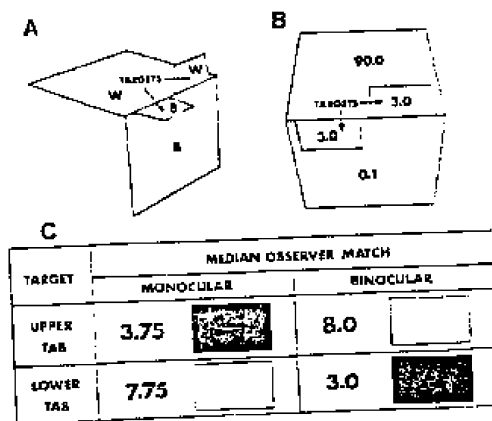 A
W
TARGETS
W
W
B
B
B
90.0
TARGETS
3.0
3.0
0.1
C
TARGET
MEDIAN OBSERVER MATCH
MONOCULAR
BINOCULAR
UPPER TAB
3.75
8.0
LOWER TAB
7.75
3.0